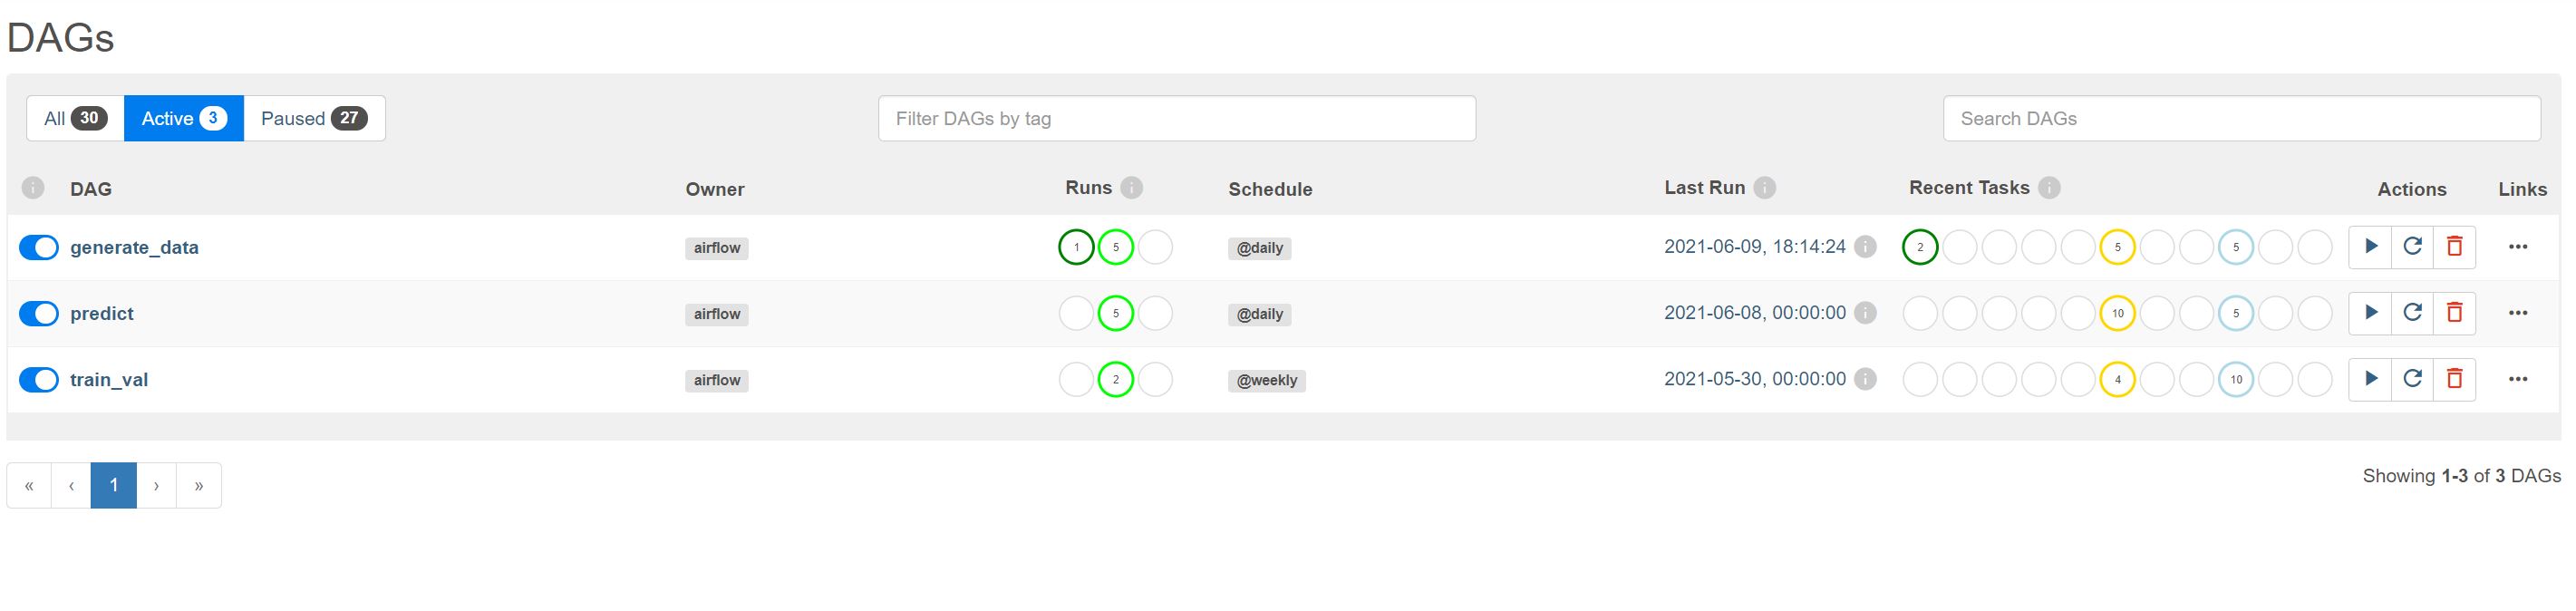 DAGs
All 30 Active 3 Paused 27 Filter DAGs by tag Search DAGs
i DAG Owner Runs i Schedule Last Run i Recent Tasks i Actions Links
generate_data airflow 1 5 @daily 2021-06-09, 18:14:24 i 2 5 5 ...
predict airflow 5 @daily 2021-06-08, 00:00:00 i 10 5 ...
train_val airflow 2 @weekly 2021-05-30, 00:00:00 i 4 10 ...
« ‹ 1 › » Showing 1-3 of 3 DAGs